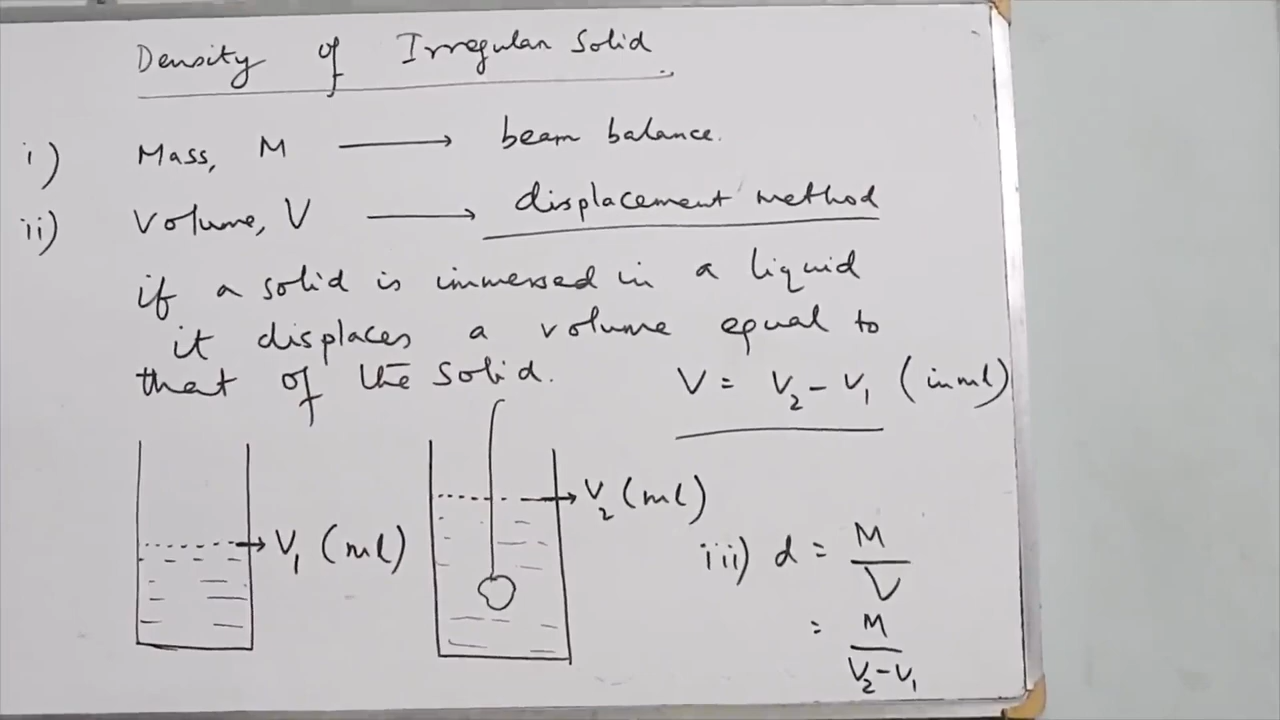 Density of Irregular Solid
i) Mass, M → beam balance.
ii) Volume, V → displacement method
if a solid is immersed in a liquid
it displaces a volume equal to
that of the solid.
V = V₂ - V₁ (in ml)
V₁ (ml)
V₂ (ml)
iii) d = M/V
= M/V₂-V₁